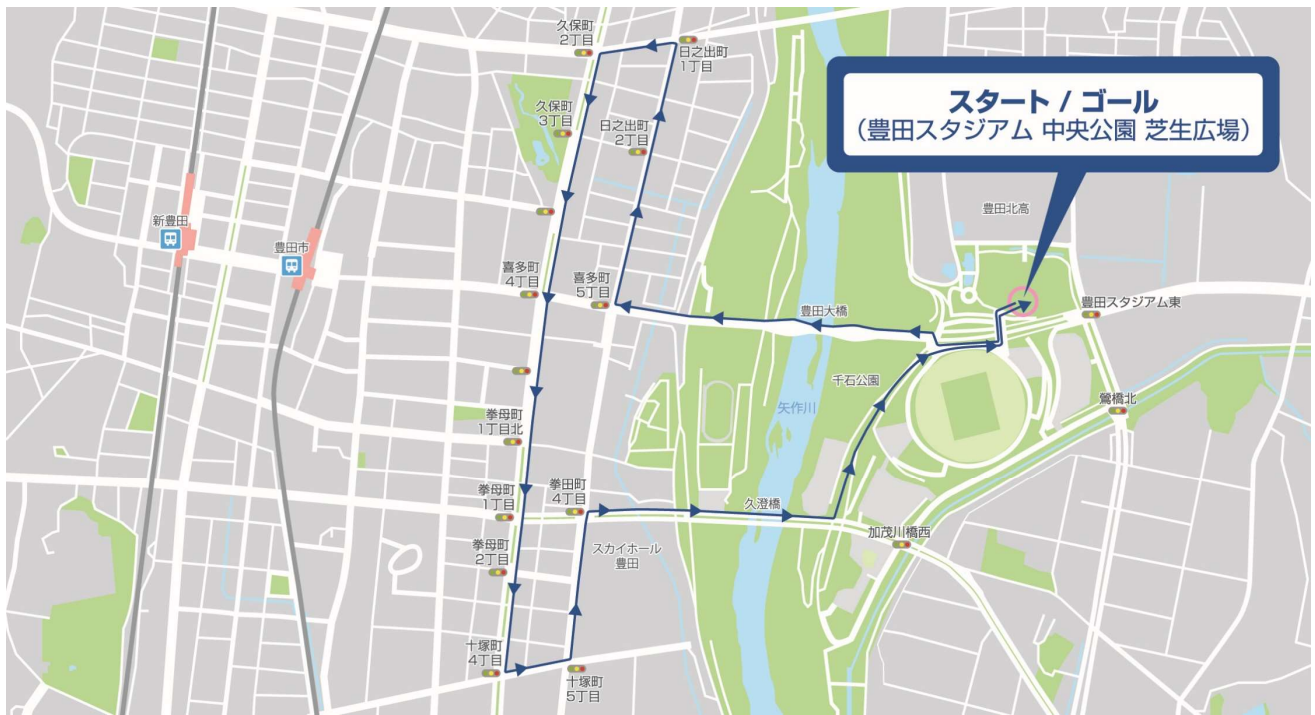 久保町
2丁目
日之出町
1丁目
スタート / ゴール
(豊田スタジアム 中央公園 芝生広場)
久保町
3丁目
日之出町
2丁目
新豊田
豊田市
豊田北高
喜多町
4丁目
喜多町
5丁目
豊田大橋
豊田スタジアム東
千石公園
矢作川
鶯橋北
挙母町
1丁目北
挙母町
1丁目
挙田町
4丁目
久澄橋
挙母町
2丁目
スカイホール
豊田
加茂川橋西
十塚町
4丁目
十塚町
5丁目